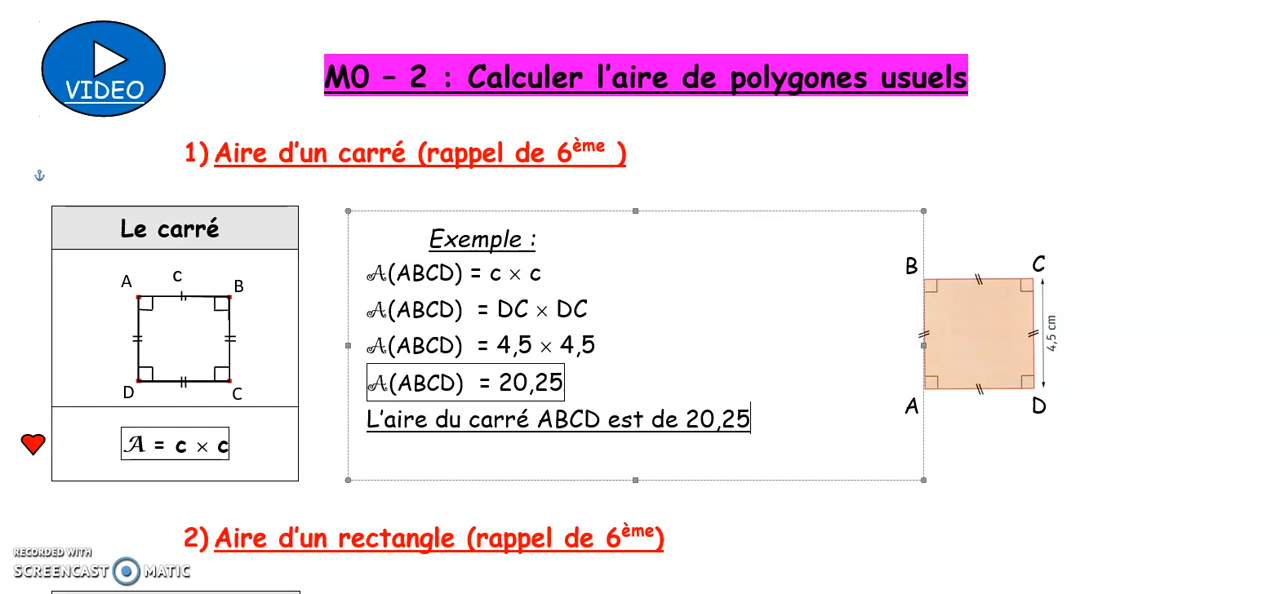 VIDEO
M0 – 2 : Calculer l’aire de polygones usuels
1) Aire d’un carré (rappel de 6ème )
Le carré
A c B
D C
𝒜 = c × c
Exemple :
𝒜(ABCD) = c × c
𝒜(ABCD) = DC × DC
𝒜(ABCD) = 4,5 × 4,5
𝒜(ABCD) = 20,25
L’aire du carré ABCD est de 20,25
B C
4,5 cm
A D
2) Aire d’un rectangle (rappel de 6ème)
RECORDED WITH
SCREENCAST MATIC